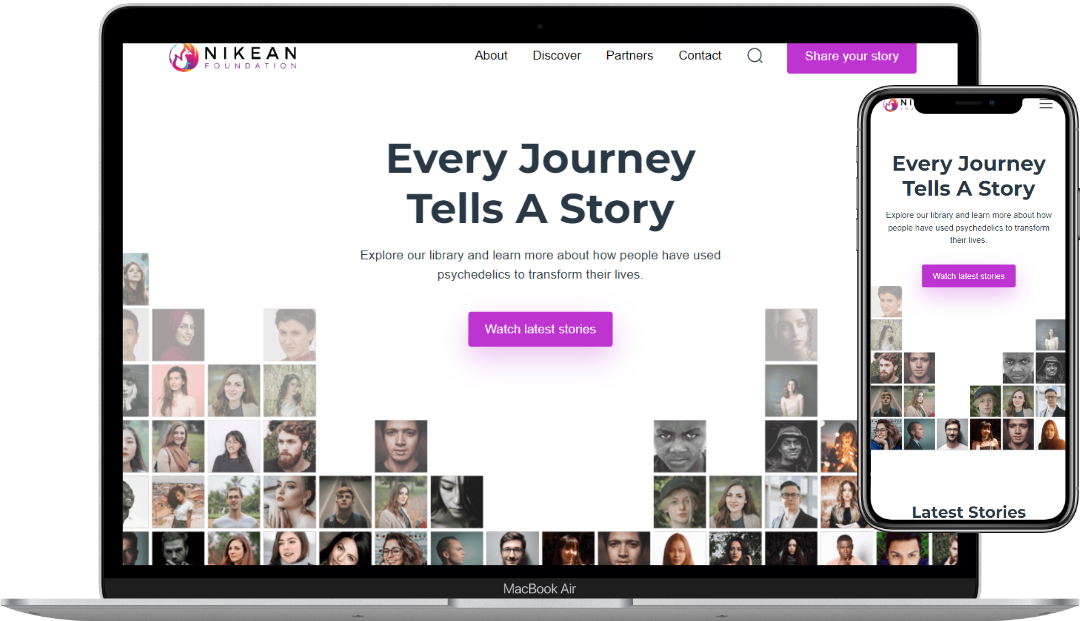 NIKEAN
FOUNDATION
About Discover Partners Contact
Share your story
Every Journey
Tells A Story
Explore our library and learn more about how people have used
psychedelics to transform their lives.
Watch latest stories
MacBook Air
NI
Every Journey
Tells A Story
Explore our library and learn more about how
people have used psychedelics to transform
their lives.
Watch latest stories
Latest Stories